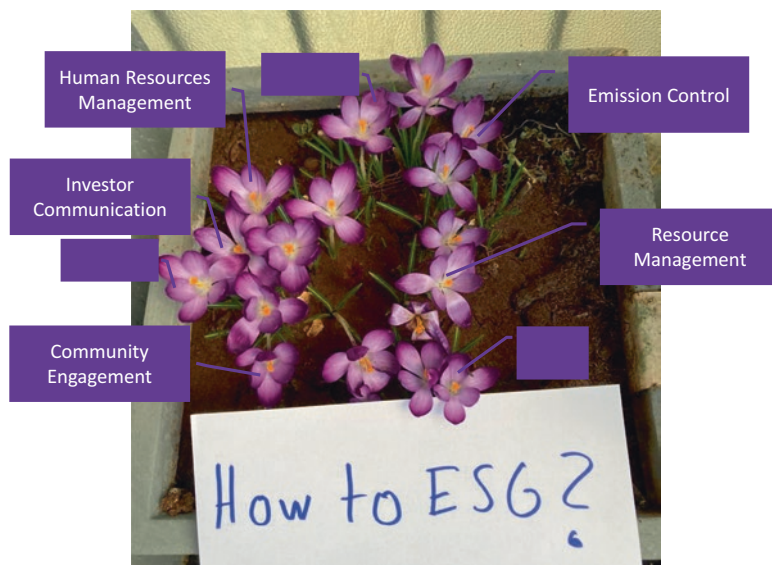 Human Resources
Management
Emission Control
Investor
Communication
Resource
Management
Community
Engagement
How to ESG?